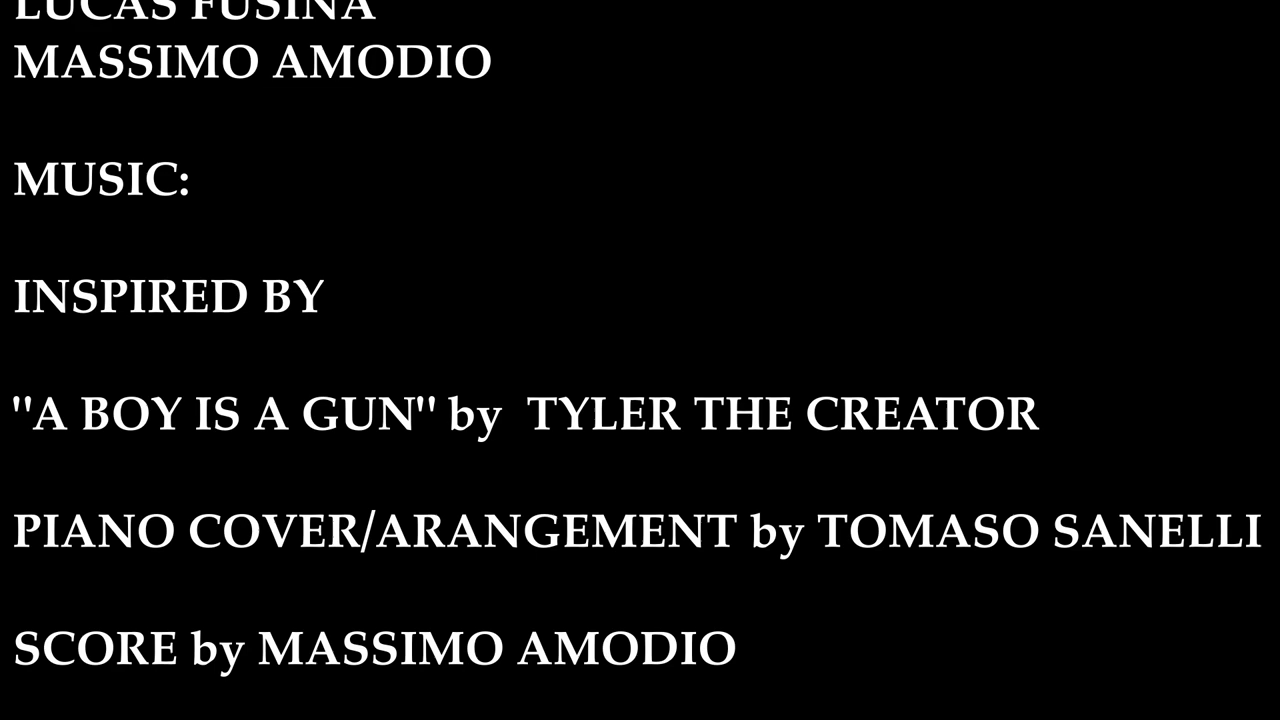 LUCAS FUSINA
MASSIMO AMODIO
MUSIC:
INSPIRED BY
"A BOY IS A GUN" by  TYLER THE CREATOR
PIANO COVER/ARANGEMENT by TOMASO SANELLI
SCORE by MASSIMO AMODIO